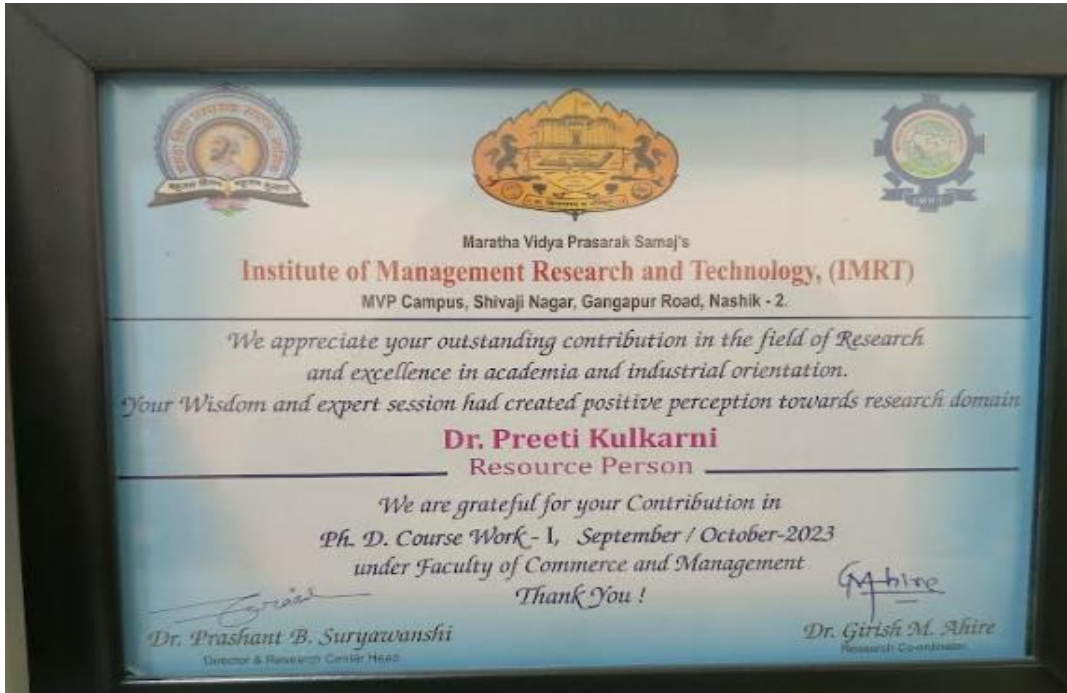 IMRT
Maratha Vidya Prasarak Samaj's
Institute of Management Research and Technology, (IMRT)
MVP Campus, Shivaji Nagar, Gangapur Road, Nashik - 2.
We appreciate your outstanding contribution in the field of Research
and excellence in academia and industrial orientation.
Your Wisdom and expert session had created positive perception towards research domain
Dr. Preeti Kulkarni
Resource Person
We are grateful for your Contribution in
Ph. D. Course Work - I, September / October-2023
under Faculty of Commerce and Management
Thank You !
Dr. Prashant B. Suryawanshi
Director & Research Center Head
GMAhire
Dr. Girish M. Ahire
Research Co-ordinator